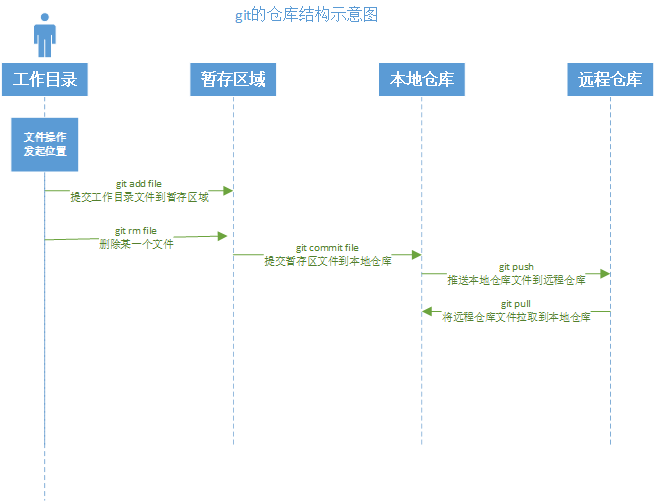 git的仓库结构示意图
工作目录
暂存区域
本地仓库
远程仓库
文件操作
发起位置
git add file
提交工作目录文件到暂存区域
git rm file
删除某一个文件
git commit file
提交暂存区文件到本地仓库
git push
推送本地仓库文件到远程仓库
git pull
将远程仓库文件拉取到本地仓库